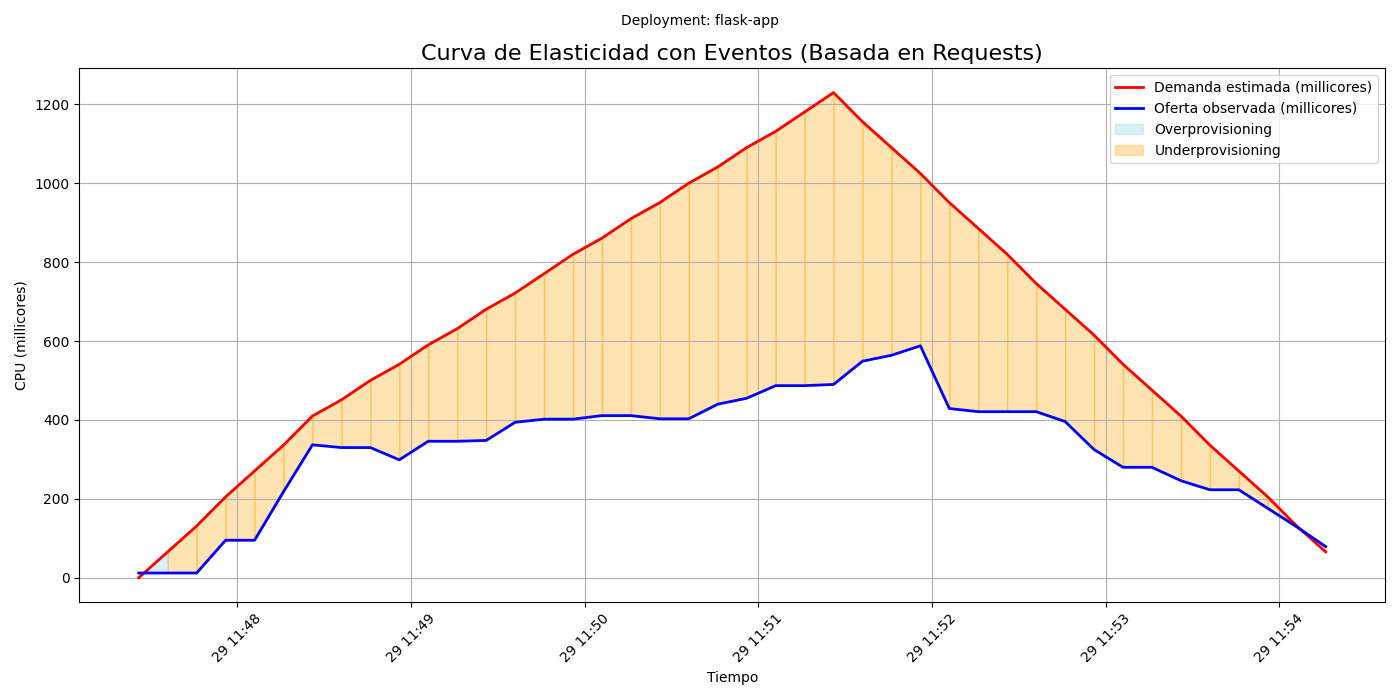 Deployment: flask-app
Curva de Elasticidad con Eventos (Basada en Requests)
Demanda estimada (millicores)
Oferta observada (millicores)
Overprovisioning
Underprovisioning
CPU (millicores)
1200
1000
800
600
400
200
0
29 11:48
29 11:49
29 11:50
29 11:51
29 11:52
29 11:53
29 11:54
Tiempo